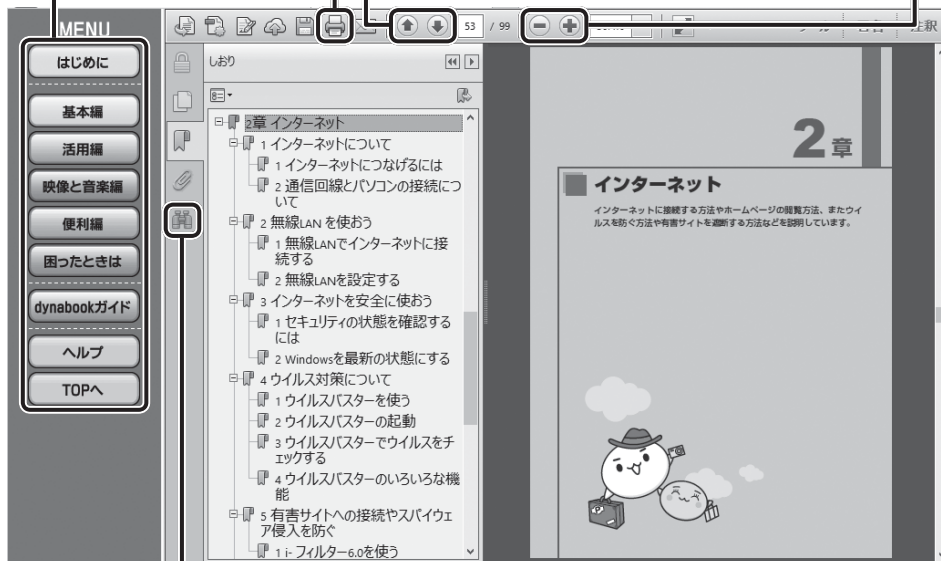 MENU
はじめに
基本編
活用編
映像と音楽編
便利編
困ったときは
dynabookガイド
ヘルプ
TOPへ
53 / 99
注釈
しおり
2章 インターネット
1 インターネットについて
1 インターネットにつなげるには
2 通信回線とパソコンの接続につ
いて
2 無線LAN を使おう
1 無線LANでインターネットに接
続する
2 無線LANを設定する
3 インターネットを安全に使おう
1 セキュリティの状態を確認する
には
2 Windowsを最新の状態にする
4 ウイルス対策について
1 ウイルスバスターを使う
2 ウイルスバスターの起動
3 ウイルスバスターでウイルスをチ
ェックする
4 ウイルスバスターのいろいろな機
能
5 有害サイトへの接続やスパイウェ
ア侵入を防ぐ
1 i- フィルター6.0を使う
2章
インターネット
インターネットに接続する方法やホームページの閲覧方法、またウイ
ルスを防ぐ方法や有害サイトを遮断する方法などを説明しています。